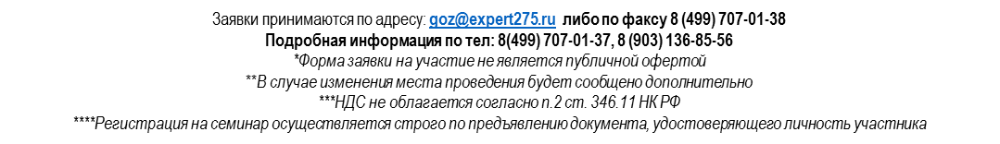 Заявки принимаются по адресу: goz@expert275.ru либо по факсу 8 (499) 707-01-38
Подробная информация по тел: 8(499) 707-01-37, 8 (903) 136-85-56
*Форма заявки на участие не является публичной офертой
**В случае изменения места проведения будет сообщено дополнительно
***НДС не облагается согласно п.2 ст. 346.11 НК РФ
****Регистрация на семинар осуществляется строго по предъявлению документа, удостоверяющего личность участника